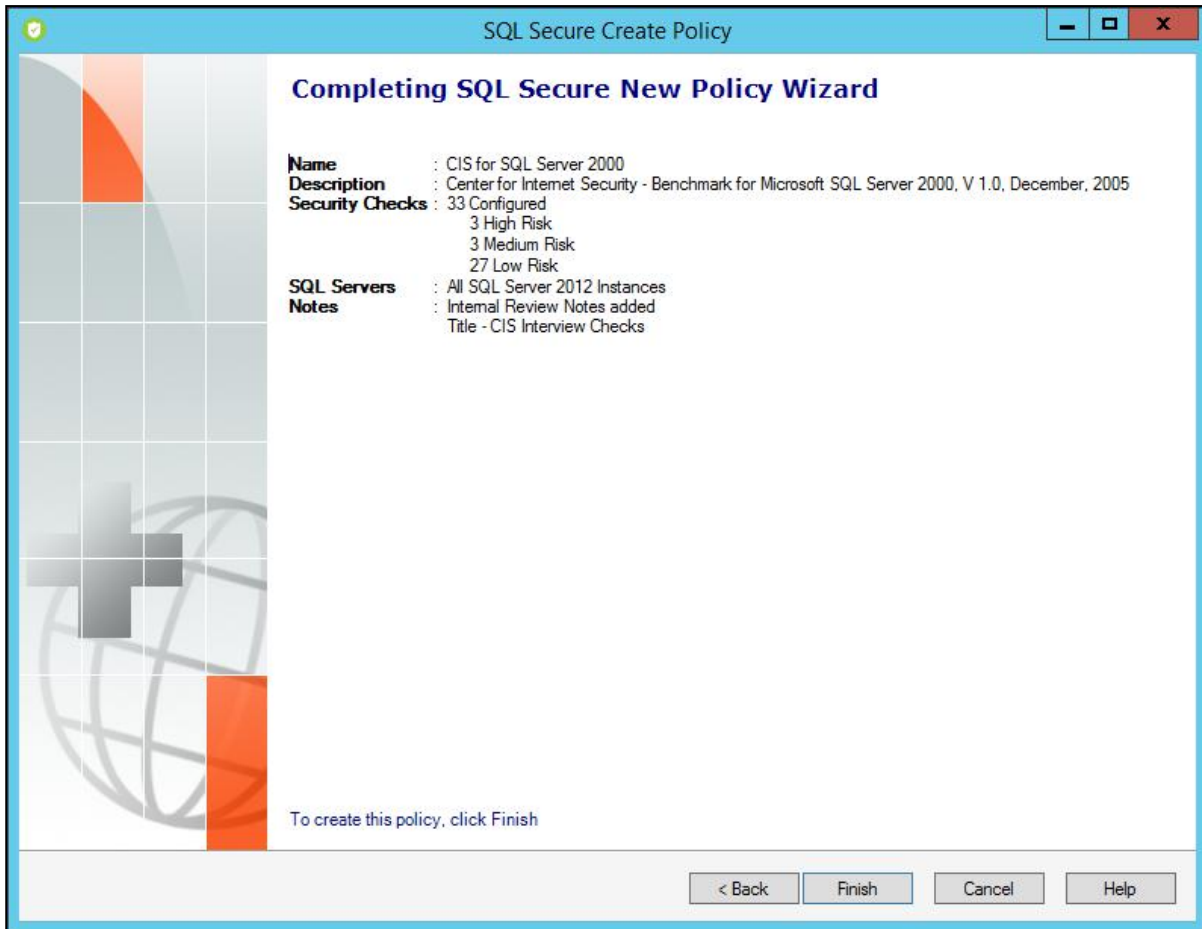 SQL Secure Create Policy
Completing SQL Secure New Policy Wizard
Name : CIS for SQL Server 2000
Description : Center for Internet Security - Benchmark for Microsoft SQL Server 2000, V 1.0, December, 2005
Security Checks : 33 Configured
3 High Risk
3 Medium Risk
27 Low Risk
SQL Servers : All SQL Server 2012 Instances
Notes : Internal Review Notes added
Title - CIS Interview Checks
To create this policy, click Finish
< Back Finish Cancel Help